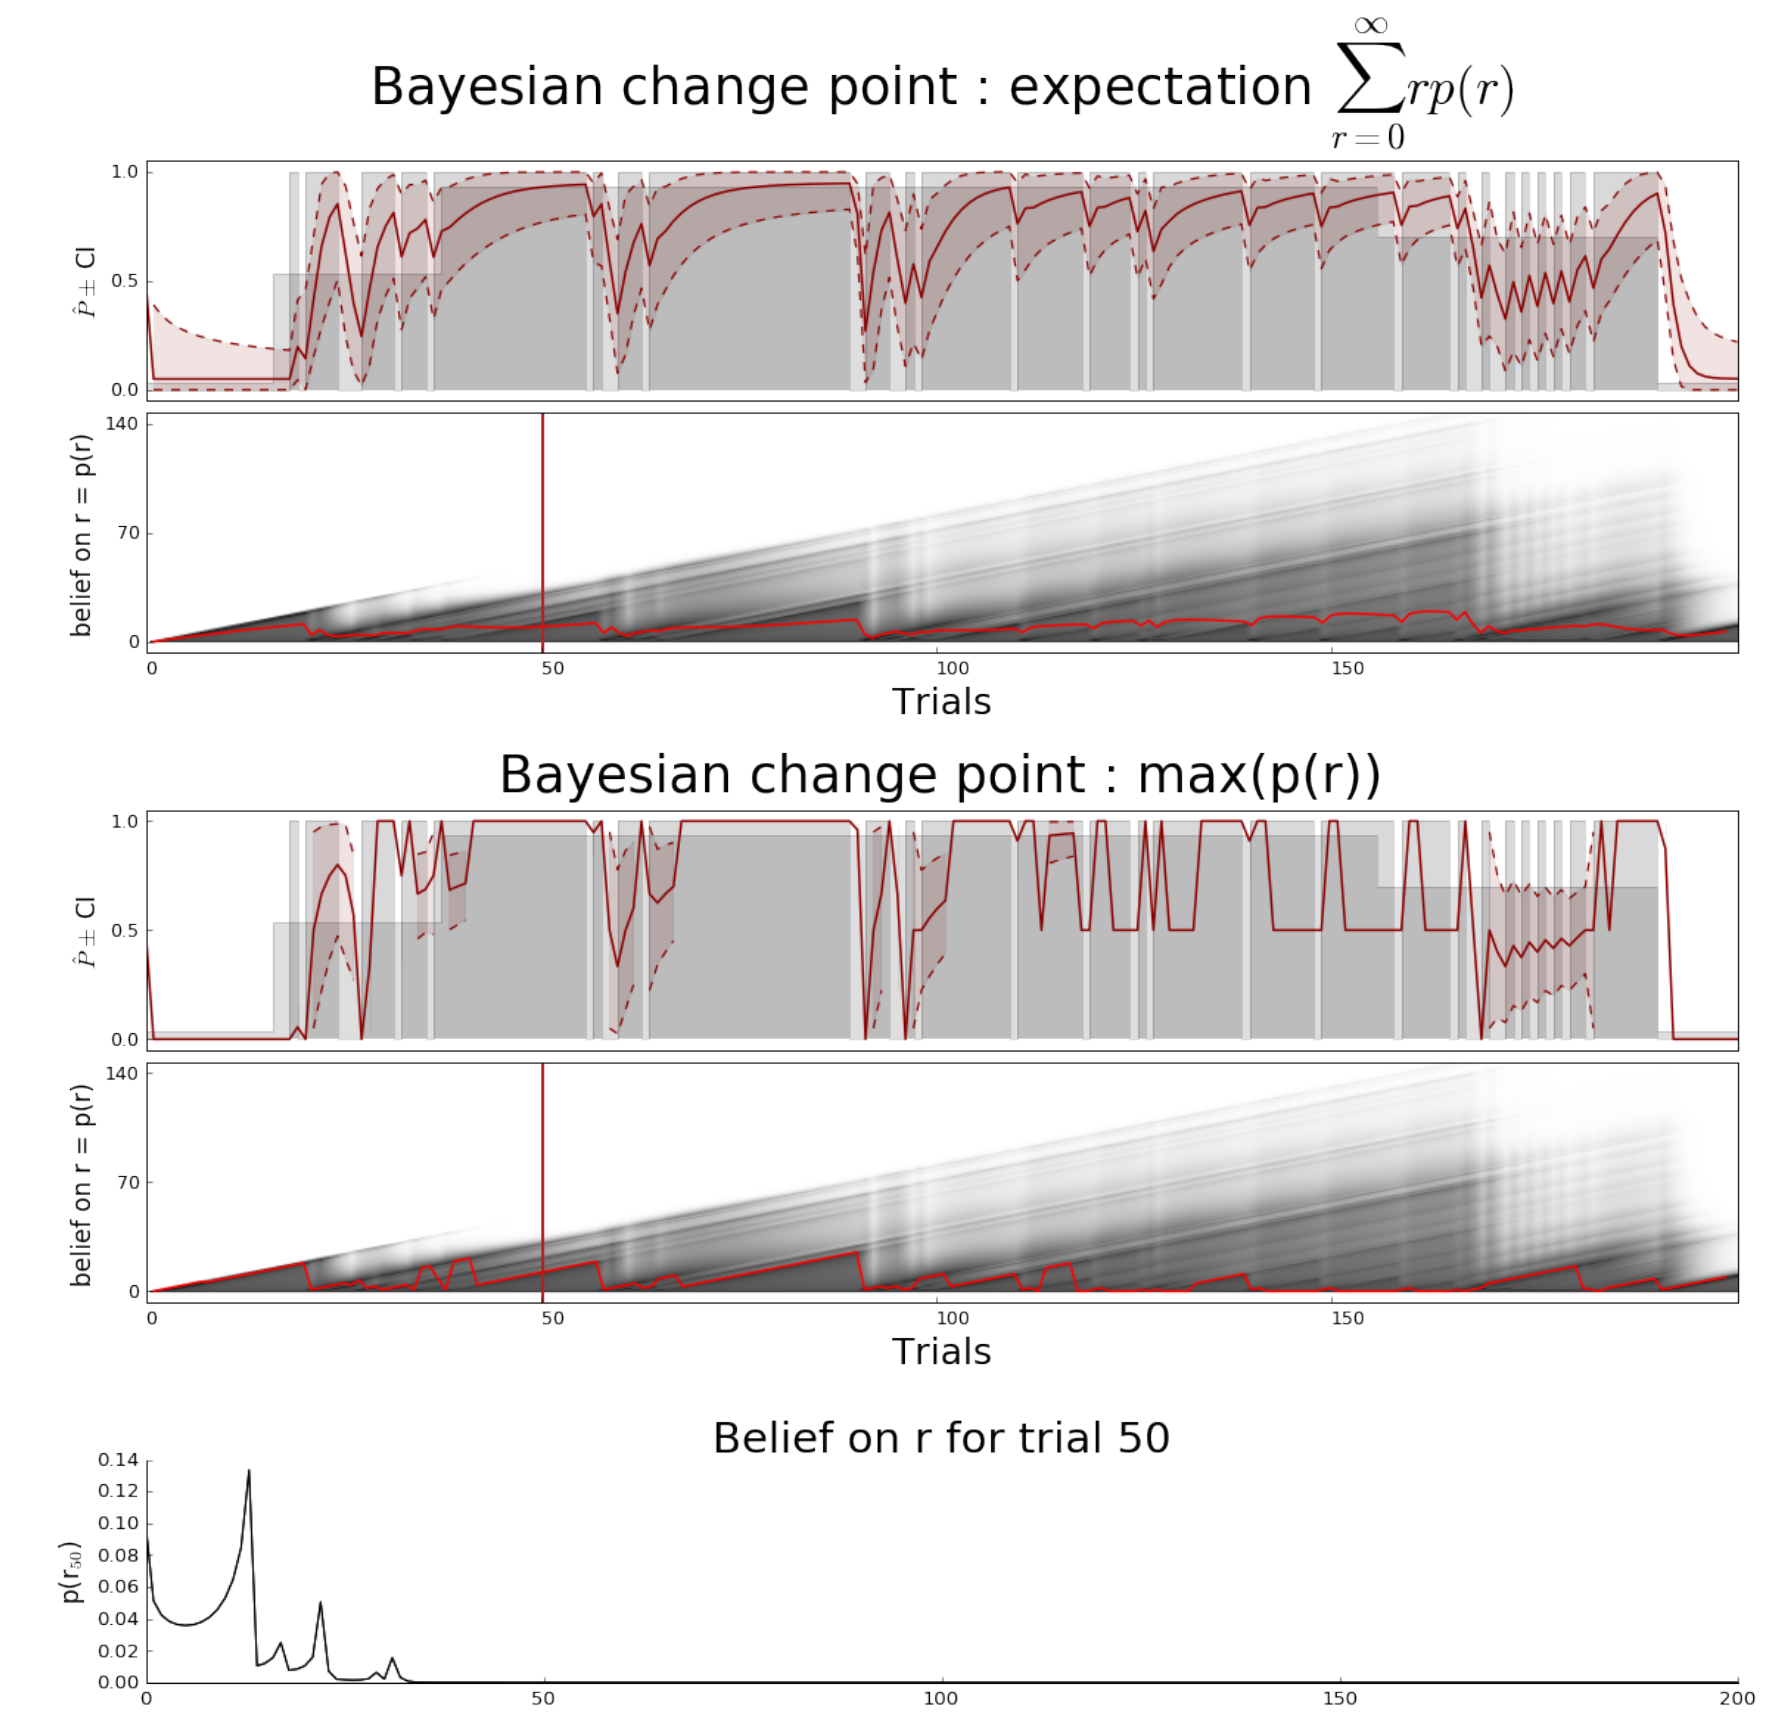 Bayesian change point : expectation ∑_{r=0}^{∞} rp(r)
1.0
P̂ ± CI
0.5
0.0
140
belief on r = p(r)
70
0
0 50 100 150
Trials
Bayesian change point : max(p(r))
1.0
P̂ ± CI
0.5
0.0
140
belief on r = p(r)
70
0
0 50 100 150
Trials
Belief on r for trial 50
0.14
0.12
0.10
p(r₅₀)
0.08
0.06
0.04
0.02
0.00
0 50 100 150 200